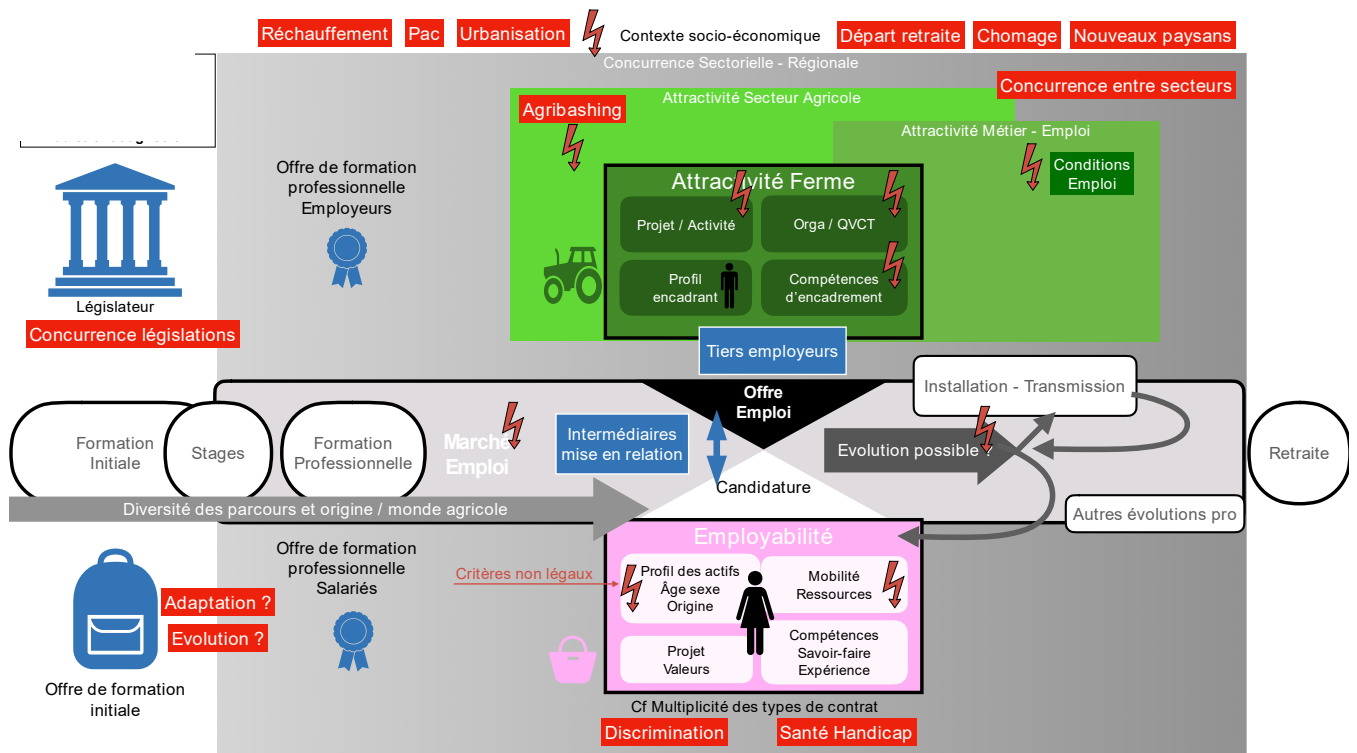 Réchauffement
Pac
Urbanisation
Contexte socio-économique
Départ retraite
Chomage
Nouveaux paysans
Concurrence Sectorielle - Régionale
Concurrence entre secteurs
Attractivité Secteur Agricole
Agribashing
Attractivité Métier - Emploi
Conditions
Emploi
Offre de formation
professionnelle
Employeurs
Attractivité Ferme
Projet / Activité
Orga / QVCT
Profil
encadrant
Compétences
d'encadrement
Législateur
Concurrence législations
Tiers employeurs
Offre
Emploi
Installation - Transmission
Formation
Initiale
Stages
Formation
Professionnelle
Marché
Emploi
Intermédiaires
mise en relation
Evolution possible ?
Retraite
Candidature
Diversité des parcours et origine / monde agricole
Autres évolutions pro
Employabilité
Offre de formation
professionnelle
Salariés
Critères non légaux
Profil des actifs
Âge sexe
Origine
Mobilité
Ressources
Adaptation ?
Evolution ?
Projet
Valeurs
Compétences
Savoir-faire
Expérience
Offre de formation
initiale
Cf Multiplicité des types de contrat
Discrimination
Santé Handicap